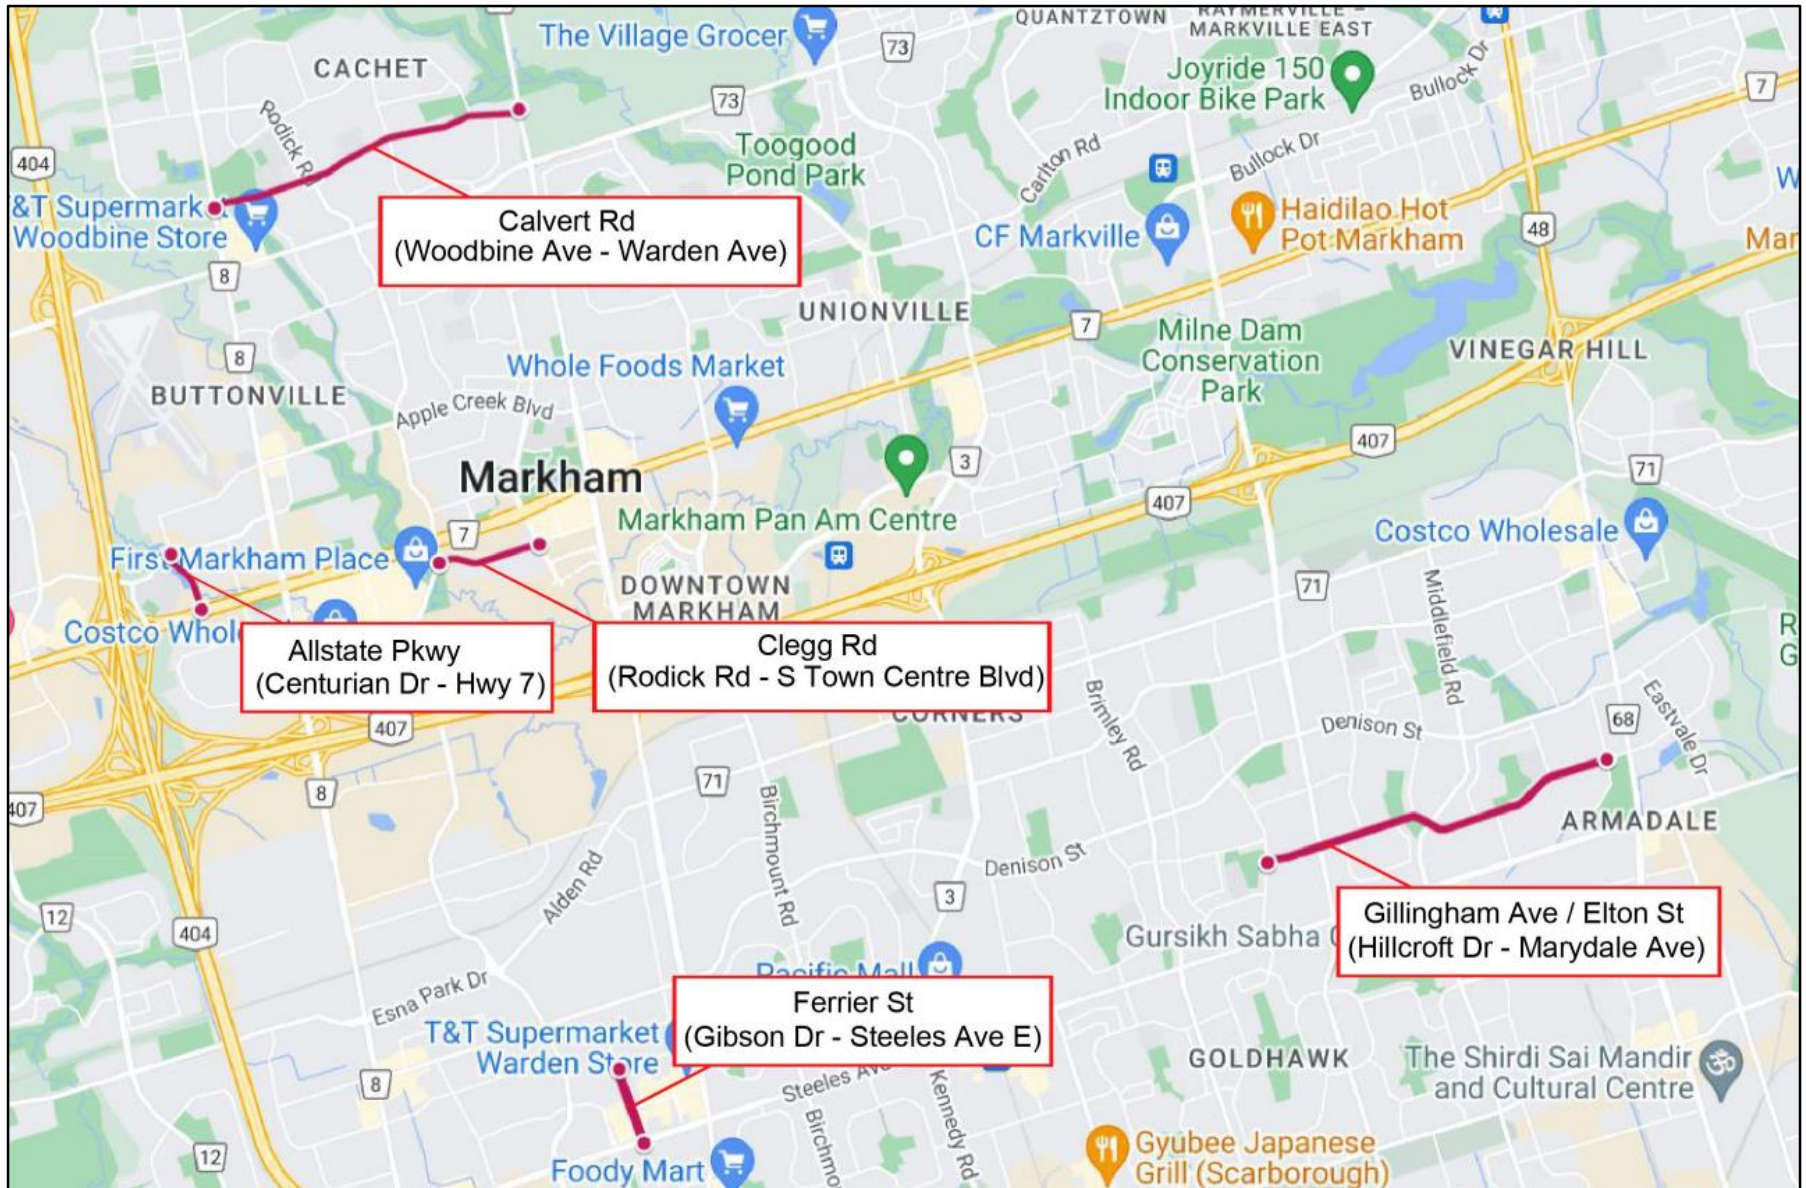 QUANTZTOWN
RAYMERVILLE -
MARKVILLE EAST
The Village Grocer
73
CACHET
Joyride 150
Indoor Bike Park
Bullock Dr
7
73
Rodick Rd
404
Toogood
Pond Park
Carlton Rd
Bullock Dr
T&T Supermark
Woodbine Store
Calvert Rd
(Woodbine Ave - Warden Ave)
CF Markville
Haidilao Hot
Pot Markham
48
8
UNIONVILLE
7
Milne Dam
Conservation
Park
VINEGAR HILL
8
Whole Foods Market
BUTTONVILLE
Apple Creek Blvd
407
Markham
3
71
407
Markham Pan Am Centre
Costco Wholesale
7
First Markham Place
DOWNTOWN
MARKHAM
71
Middlefield Rd
Costco Whol
Allstate Pkwy
(Centurian Dr - Hwy 7)
Clegg Rd
(Rodick Rd - S Town Centre Blvd)
CORNERS
Brimley Rd
Denison St
68
Eastvale Dr
407
71
8
407
Birchmount Rd
ARMADALE
Alden Rd
Denison St
3
12
404
Gursikh Sabha
Gillingham Ave / Elton St
(Hillcroft Dr - Marydale Ave)
Pacific Mall
Esna Park Dr
Ferrier St
(Gibson Dr - Steeles Ave E)
T&T Supermarket
Warden Store
GOLDHAWK
The Shirdi Sai Mandir
and Cultural Centre
8
Steeles Av
Kennedy Rd
Birchmo
12
Foody Mart
Gyubee Japanese
Grill (Scarborough)